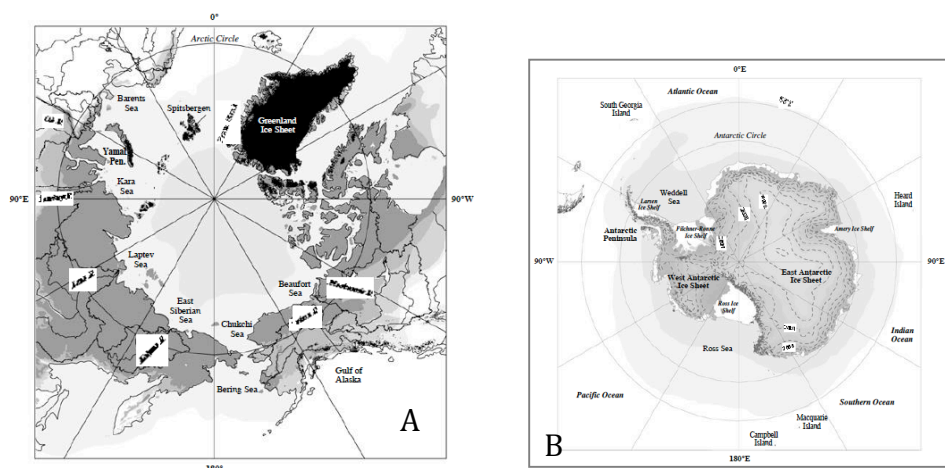 0°
Arctic Circle
Barents
Sea
Spitsbergen
Greenland
Ice Sheet
Yamal
Pen.
Kara
Sea
90°E
90°W
Laptev
Sea
Beaufort
Sea
East
Siberian
Sea
Chukchi
Sea
Bering Sea
Gulf of
Alaska
A
180°
0°E
Atlantic Ocean
South Georgia
Island
Antarctic Circle
Weddell
Sea
Larsen
Ice Shelf
Filchner-Ronne
Ice Shelf
Heard
Island
Antarctic
Peninsula
Amery Ice Shelf
90°W
90°E
West Antarctic
Ice Sheet
East Antarctic
Ice Sheet
Ross Ice
Shelf
Ross Sea
Indian
Ocean
Pacific Ocean
Southern Ocean
Macquarie
Island
Campbell
Island
B
180°E